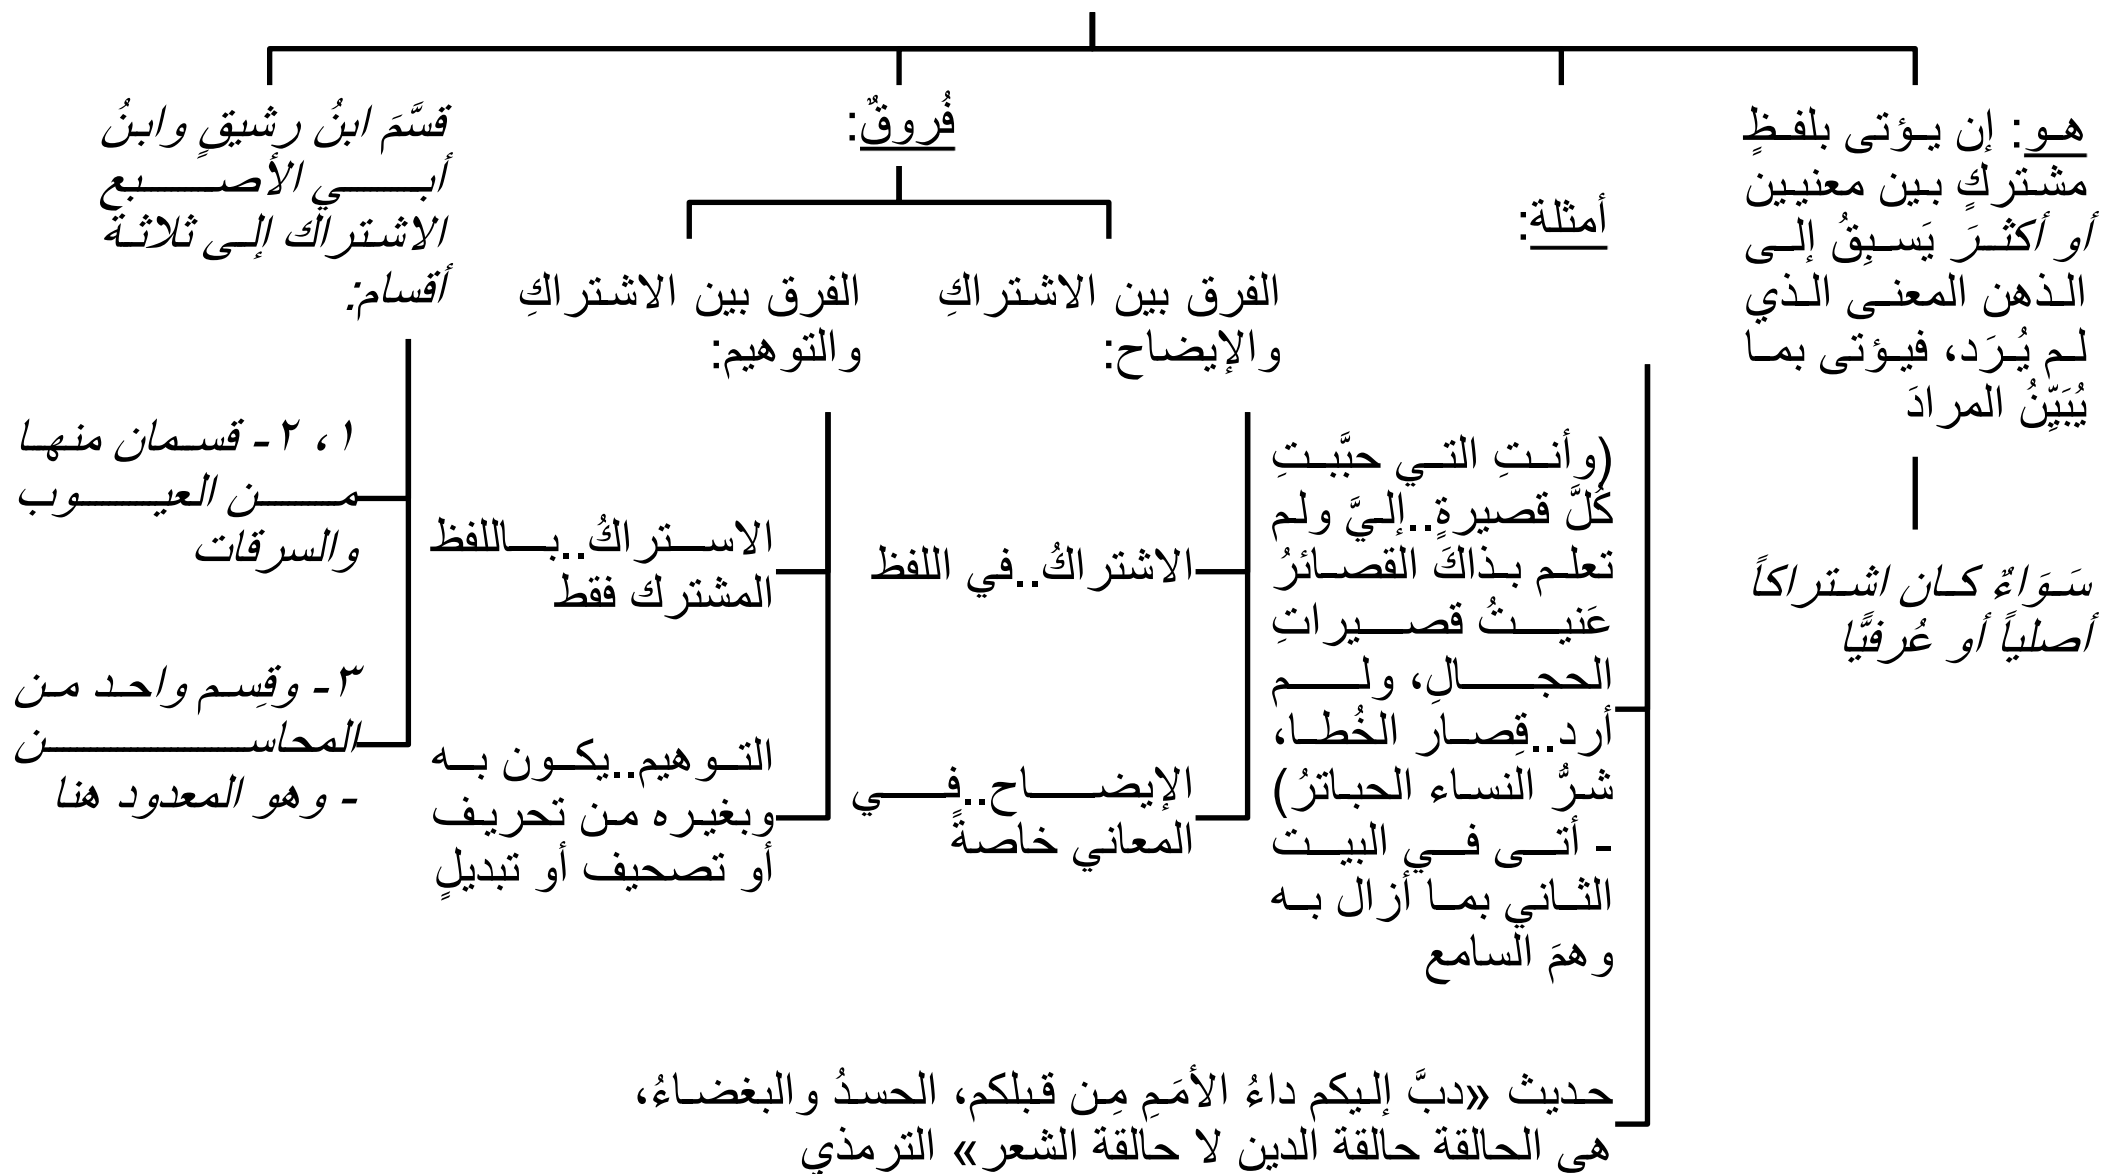 هو: إن يؤتى بلفظٍ
مشتركٍ بين معنيين
أو أكثرَ يَسبِقُ إلى
الذهن المعنى الذي
لم يُرَد، فيؤتى بما
يُبَيِّنُ المرادَ
سَوَاءٌ كان اشتراكاً
أصلياً أو عُرفيًّا
أمثلة:
(وأنتِ التي حبَّبتِ
كُلَّ قصيرةٍ..إليَّ ولم
تعلم بذاكَ القصائرُ
عَنيتُ قصيراتِ
الحجالِ، ولم
أرد..قِصار الخُطا،
شرُّ النساء الحباترُ)
- أتى في البيت
الثاني بما أزال به
وهمَ السامع
حديث «دبَّ إليكم داءُ الأمَمِ مِن قبلكم، الحسدُ والبغضاءُ،
هي الحالقة حالقة الدين لا حالقة الشعر» الترمذي
فُروقٌ:
الفرق بين الاشتراكِ
والإيضاح:
الاشتراكُ..في اللفظ
الإيضاح..في
المعاني خاصةً
الفرق بين الاشتراكِ
والتوهيم:
الاستراكُ..باللفظ
المشترك فقط
التوهيم..يكون به
وبغيره من تحريف
أو تصحيف أو تبديلٍ
قسَّمَ ابنُ رشيقٍ وابنُ
أبي الأصبع
الاشتراك إلى ثلاثة
أقسام:
١، ٢- قسمان منها
من العيوب
والسرقات
٣- وقِسم واحد من
المحاسن
- وهو المعدود هنا